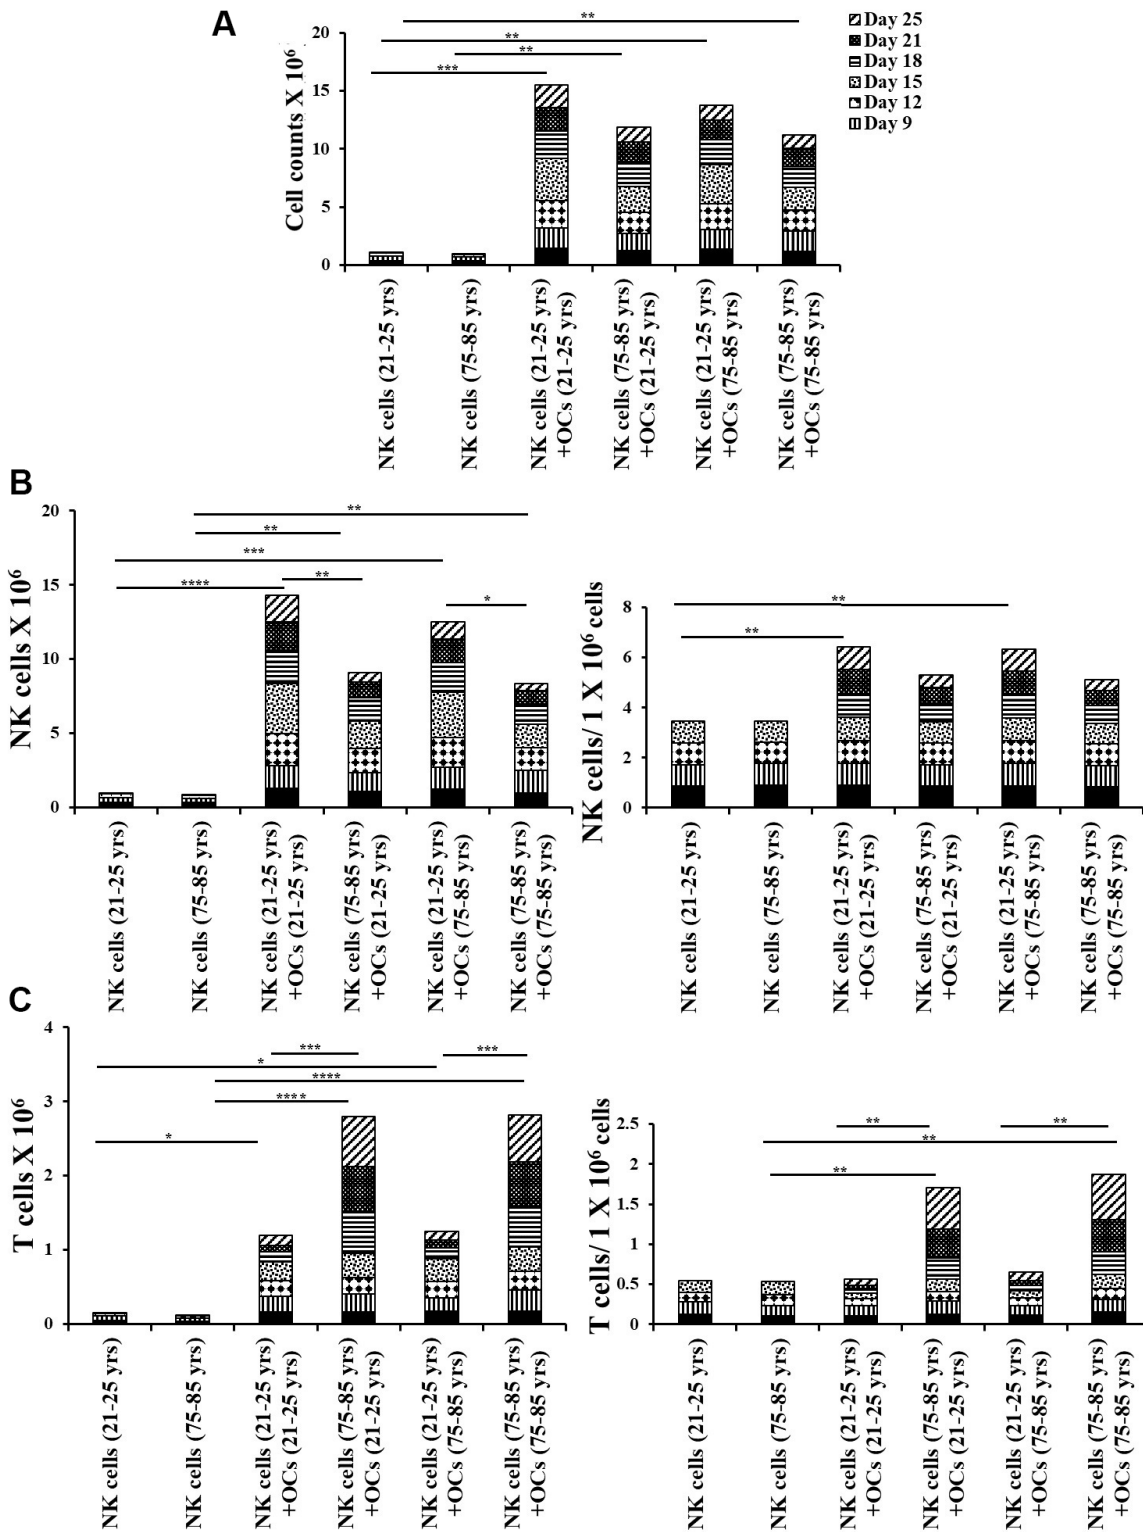 A
**
**
**
***
20
15
10
5
0
Cell counts X 10⁶
Day 25
Day 21
Day 18
Day 15
Day 12
Day 9
NK cells (21-25 yrs)
NK cells (75-85 yrs)
NK cells (21-25 yrs)
+OCs (21-25 yrs)
NK cells (75-85 yrs)
+OCs (21-25 yrs)
NK cells (21-25 yrs)
+OCs (75-85 yrs)
NK cells (75-85 yrs)
+OCs (75-85 yrs)
B
**
**
***
****
**
*
20
15
10
5
0
NK cells X 10⁶
NK cells (21-25 yrs)
NK cells (75-85 yrs)
NK cells (21-25 yrs)
+OCs (21-25 yrs)
NK cells (75-85 yrs)
+OCs (21-25 yrs)
NK cells (21-25 yrs)
+OCs (75-85 yrs)
NK cells (75-85 yrs)
+OCs (75-85 yrs)
**
**
8
6
4
2
0
NK cells/ 1 X 10⁶ cells
NK cells (21-25 yrs)
NK cells (75-85 yrs)
NK cells (21-25 yrs)
+OCs (21-25 yrs)
NK cells (75-85 yrs)
+OCs (21-25 yrs)
NK cells (21-25 yrs)
+OCs (75-85 yrs)
NK cells (75-85 yrs)
+OCs (75-85 yrs)
C
***
***
*
****
****
*
4
3
2
1
0
T cells X 10⁶
NK cells (21-25 yrs)
NK cells (75-85 yrs)
NK cells (21-25 yrs)
+OCs (21-25 yrs)
NK cells (75-85 yrs)
+OCs (21-25 yrs)
NK cells (21-25 yrs)
+OCs (75-85 yrs)
NK cells (75-85 yrs)
+OCs (75-85 yrs)
**
**
**
**
2.5
2
1.5
1
0.5
0
T cells/ 1 X 10⁶ cells
NK cells (21-25 yrs)
NK cells (75-85 yrs)
NK cells (21-25 yrs)
+OCs (21-25 yrs)
NK cells (75-85 yrs)
+OCs (21-25 yrs)
NK cells (21-25 yrs)
+OCs (75-85 yrs)
NK cells (75-85 yrs)
+OCs (75-85 yrs)